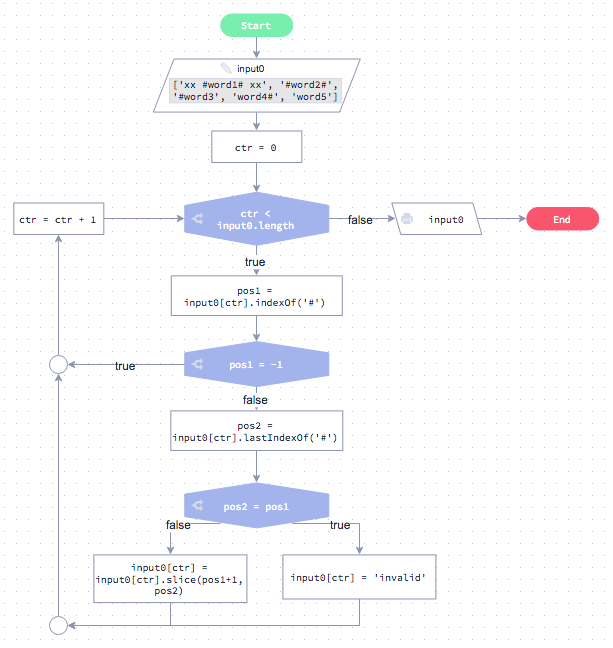 Start
input0
['xx #word1# xx', '#word2#',
'#word3', 'word4#', 'word5']
ctr = 0
ctr = ctr + 1
ctr <
input0.length
false
input0
End
true
pos1 =
input0[ctr].indexOf('#')
pos1 = -1
true
false
pos2 =
input0[ctr].lastIndexOf('#')
pos2 = pos1
false
true
input0[ctr] =
input0[ctr].slice(pos1+1,
pos2)
input0[ctr] = 'invalid'